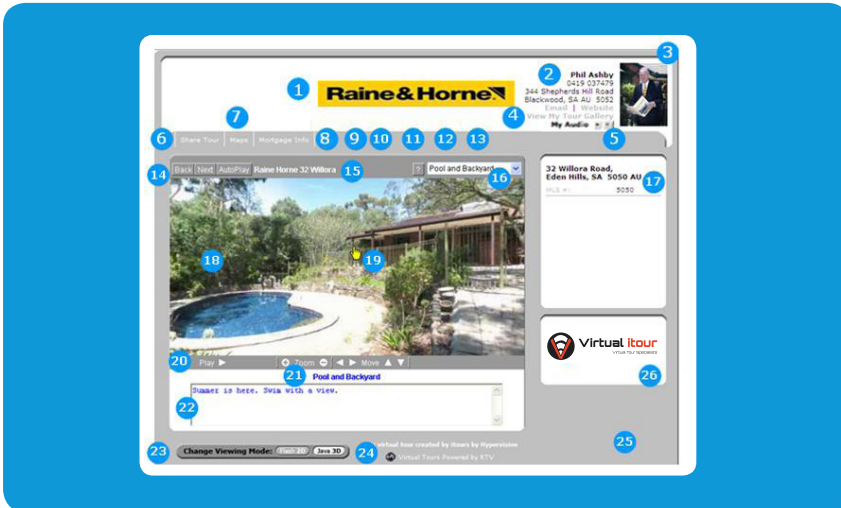 3
1
Raine&Horne
2
Phil Ashby
0419 037479
344 Shepherds Hill Road
Blackwood, SA AU 5052
Email | Website
4
View My Tour Gallery
My Audio
7
6
Share Tour
Maps
Mortgage Info
8
9
10
11
12
13
5
14
Back
Next
AutoPlay
Raine Horne 32 Willora
15
?
Pool and Backyard
16
32 Willora Road,
Eden Hills, SA 5050 AU
17
MLS #: 5050
18
19
20
Play
Zoom
Move
21
Pool and Backyard
22
Summer is here. Swim with a view.
Virtual itour
Virtual Tour Specialists
26
25
23
Change Viewing Mode:
Flash 2D
Java 3D
24
virtual tour created by itours by Hypervision
Virtual Tours Powered by RTV